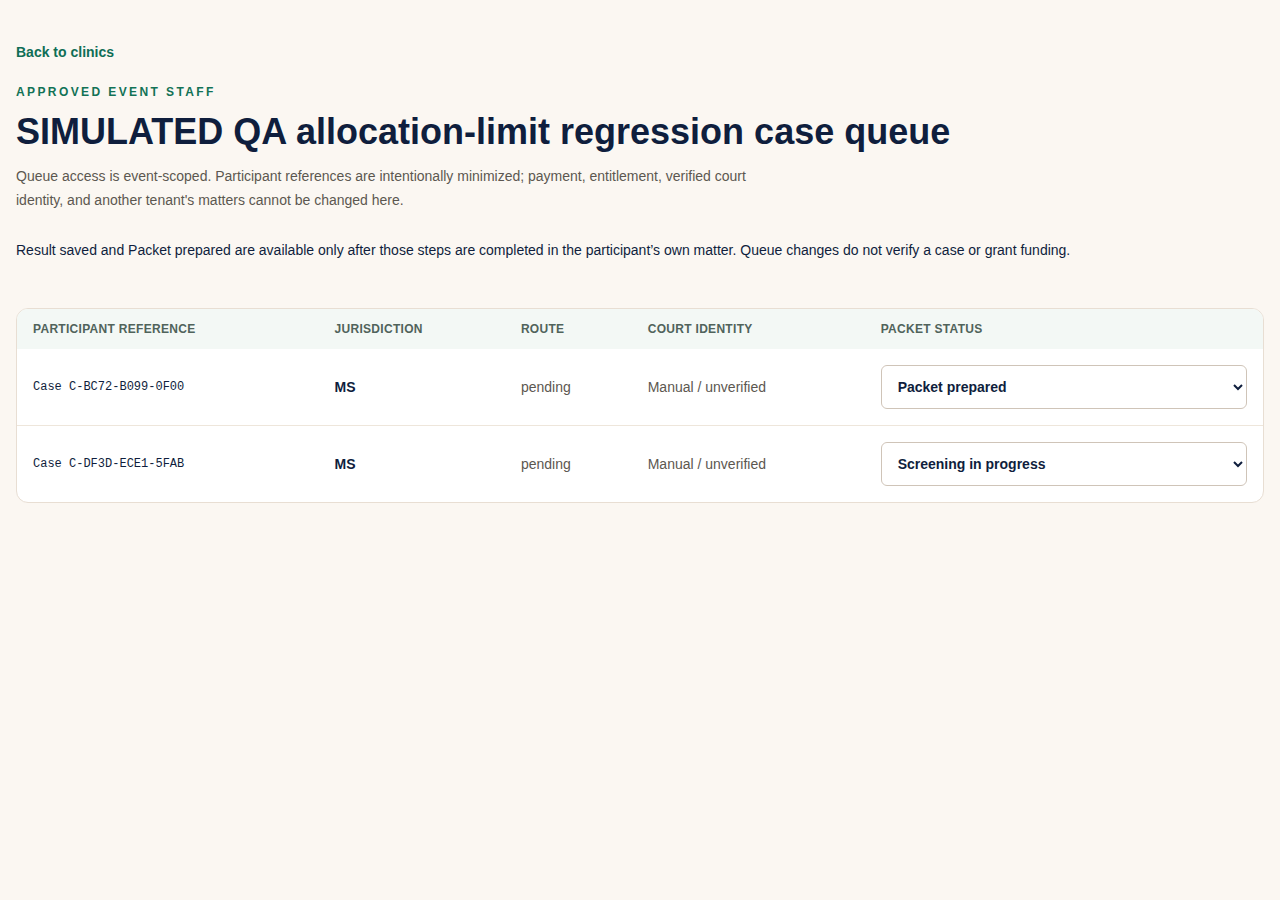 Back to clinics
APPROVED EVENT STAFF
SIMULATED QA allocation-limit regression case queue
Queue access is event-scoped. Participant references are intentionally minimized; payment, entitlement, verified court
identity, and another tenant's matters cannot be changed here.
Result saved and Packet prepared are available only after those steps are completed in the participant's own matter. Queue changes do not verify a case or grant funding.
PARTICIPANT REFERENCE JURISDICTION ROUTE COURT IDENTITY PACKET STATUS
Case C-BC72-B099-0F00 MS pending Manual / unverified Packet prepared
Case C-DF3D-ECE1-5FAB MS pending Manual / unverified Screening in progress